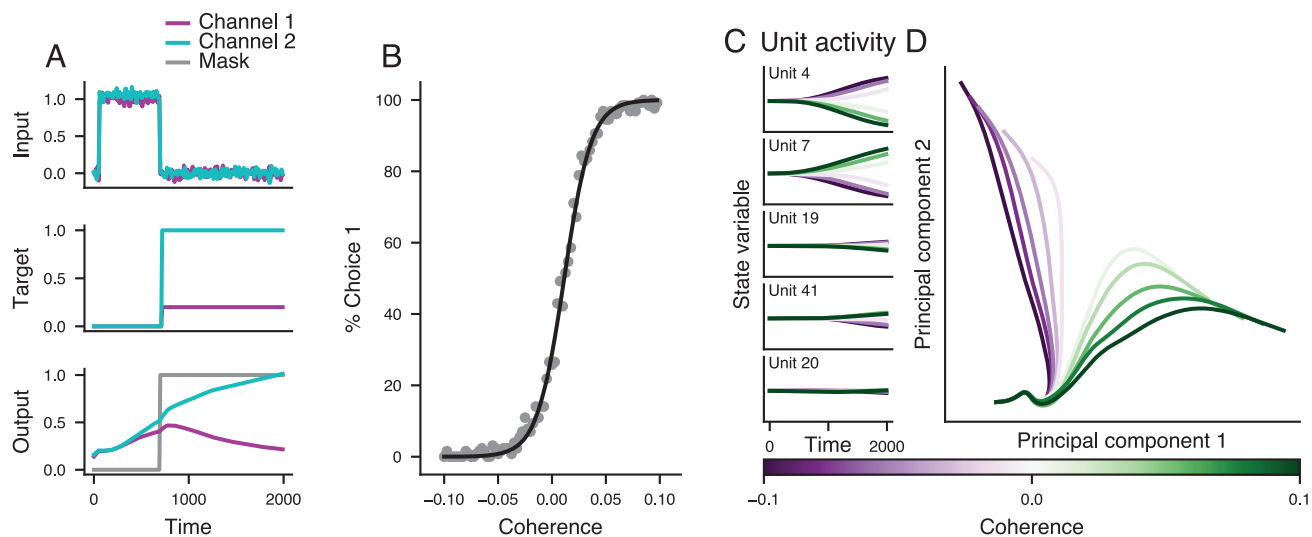 Channel 1
Channel 2
Mask
A
Input
1.0
0.5
0.0
Target
1.0
0.5
0.0
Output
1.0
0.5
0.0
0
1000
2000
Time
B
% Choice 1
100
80
60
40
20
0
−0.10
−0.05
0.00
0.05
0.10
Coherence
C Unit activity
State variable
Unit 4
Unit 7
Unit 19
Unit 41
Unit 20
0
Time
2000
D
Principal component 2
Principal component 1
−0.1
0.0
0.1
Coherence